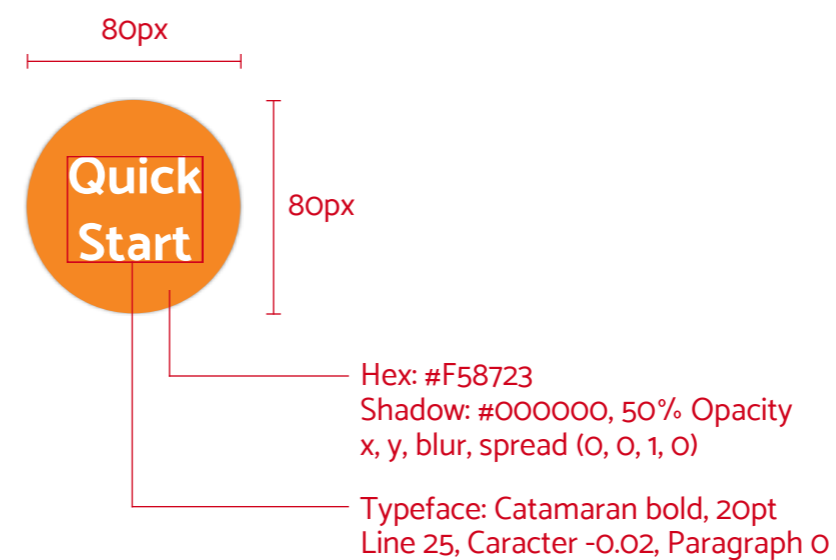 80px
Quick
Start
80px
Hex: #F58723
Shadow: #000000, 50% Opacity
x, y, blur, spread (0, 0, 1, 0)
Typeface: Catamaran bold, 20pt
Line 25, Caracter -0.02, Paragraph 0